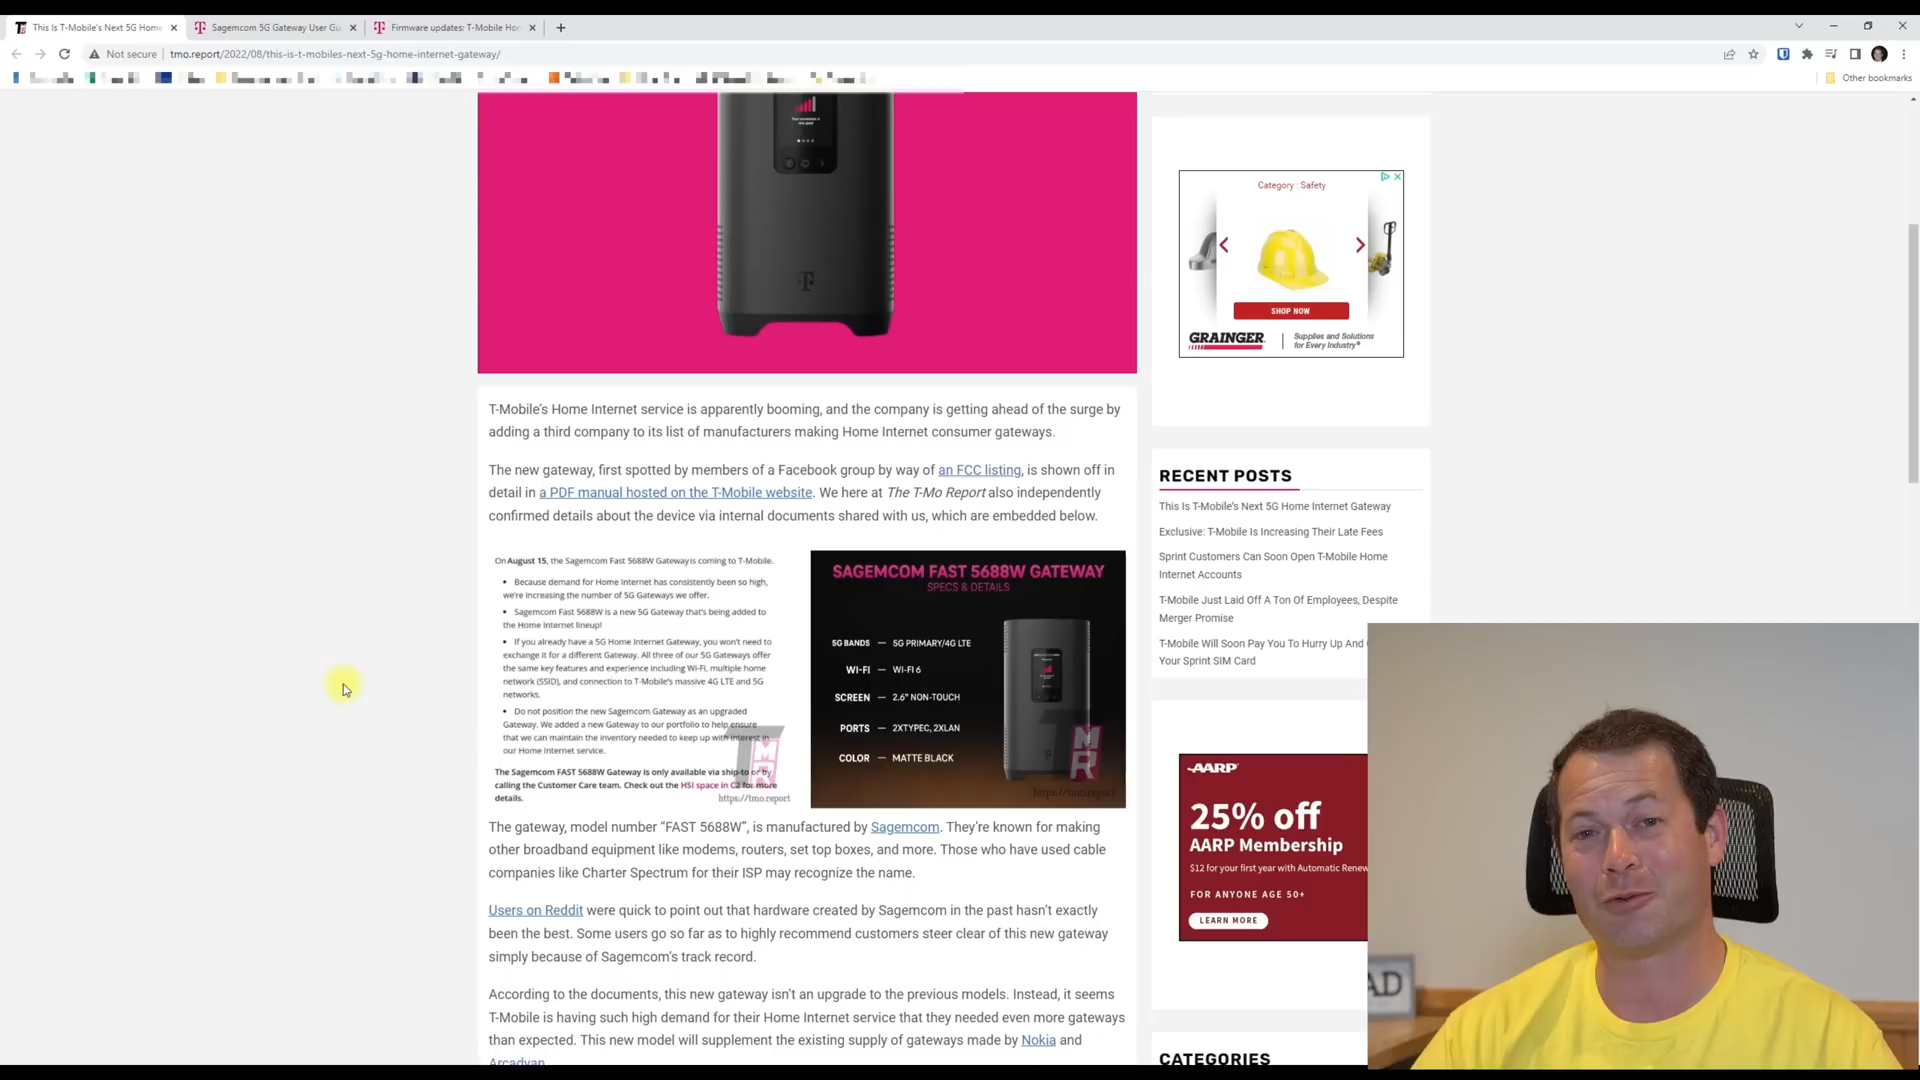 This Is T-Mobile's Next 5G Home
Sagemcom 5G Gateway User Gu
Firmware updates: T-Mobile Hom
Not secure
tmo.report/2022/08/this-is-t-mobiles-next-5g-home-internet-gateway/
Other bookmarks
T-Mobile's Home Internet service is apparently booming, and the company is getting ahead of the surge by
adding a third company to its list of manufacturers making Home Internet consumer gateways.
The new gateway, first spotted by members of a Facebook group by way of an FCC listing, is shown off in
detail in a PDF manual hosted on the T-Mobile website. We here at The T-Mo Report also independently
confirmed details about the device via internal documents shared with us, which are embedded below.
On August 15, the Sagemcom Fast 5688W Gateway is coming to T-Mobile.
• Because demand for Home Internet has consistently been so high,
we're increasing the number of 5G Gateways we offer.
• Sagemcom Fast 5688W is a new 5G Gateway that's being added to
the Home Internet lineup!
• If you already have a 5G Home Internet Gateway, you won't need to
exchange it for a different Gateway. All three of our 5G Gateways offer
the same key features and experience including Wi-Fi, multiple home
network (SSID), and connection to T-Mobile's massive 4G LTE and 5G
networks.
• Do not position the new Sagemcom Gateway as an upgraded
Gateway. We added a new Gateway to our portfolio to help ensure
that we can maintain the inventory needed to keep up with interest in
our Home Internet service.
The Sagemcom FAST 5688W Gateway is only available via ship-to or by
calling the Customer Care team. Check out the HSI space in C2 for more
details.
https://tmo.report
SAGEMCOM FAST 5688W GATEWAY
SPECS & DETAILS
5G BANDS — 5G PRIMARY/4G LTE
WI-FI — WI-FI 6
SCREEN — 2.6" NON-TOUCH
PORTS — 2XTYPEC, 2XLAN
COLOR — MATTE BLACK
TMR
https://tmo.report
The gateway, model number “FAST 5688W”, is manufactured by Sagemcom. They're known for making
other broadband equipment like modems, routers, set top boxes, and more. Those who have used cable
companies like Charter Spectrum for their ISP may recognize the name.
Users on Reddit were quick to point out that hardware created by Sagemcom in the past hasn't exactly
been the best. Some users go so far as to highly recommend customers steer clear of this new gateway
simply because of Sagemcom's track record.
According to the documents, this new gateway isn't an upgrade to the previous models. Instead, it seems
T-Mobile is having such high demand for their Home Internet service that they needed even more gateways
than expected. This new model will supplement the existing supply of gateways made by Nokia and
Arcadyan
Category : Safety
SHOP NOW
GRAINGER
Supplies and Solutions
for Every Industry
RECENT POSTS
This Is T-Mobile's Next 5G Home Internet Gateway
Exclusive: T-Mobile Is Increasing Their Late Fees
Sprint Customers Can Soon Open T-Mobile Home
Internet Accounts
T-Mobile Just Laid Off A Ton Of Employees, Despite
Merger Promise
T-Mobile Will Soon Pay You To Hurry Up And
Your Sprint SIM Card
AARP
25% off
AARP Membership
$12 for your first year with Automatic Renew
FOR ANYONE AGE 50+
LEARN MORE
CATEGORIES
AD